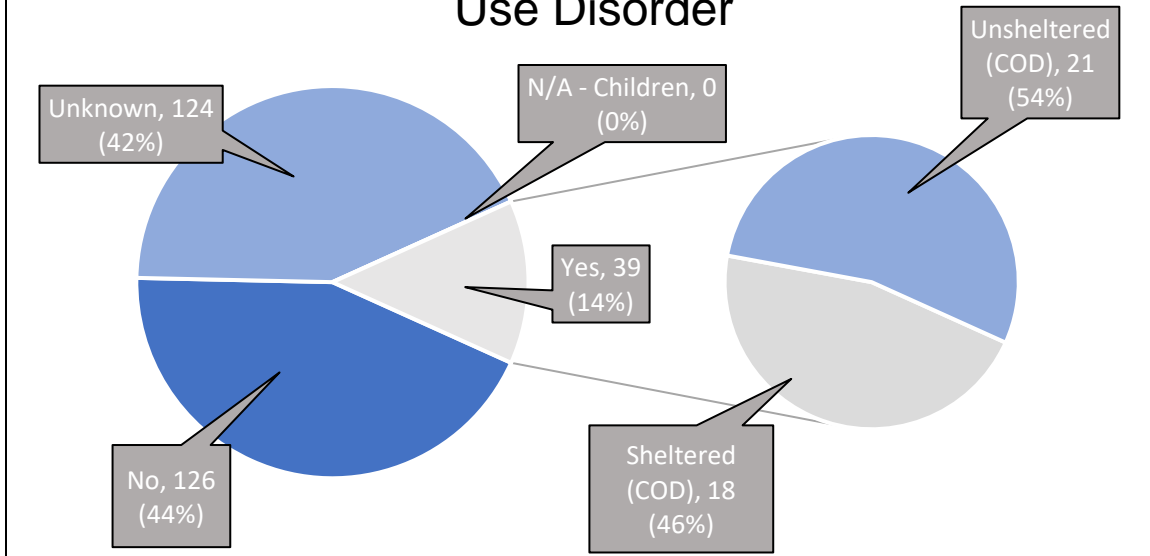 Use Disorder
Unsheltered
(COD), 21
(54%)
N/A - Children, 0
(0%)
Unknown, 124
(42%)
Yes, 39
(14%)
Sheltered
(COD), 18
(46%)
No, 126
(44%)